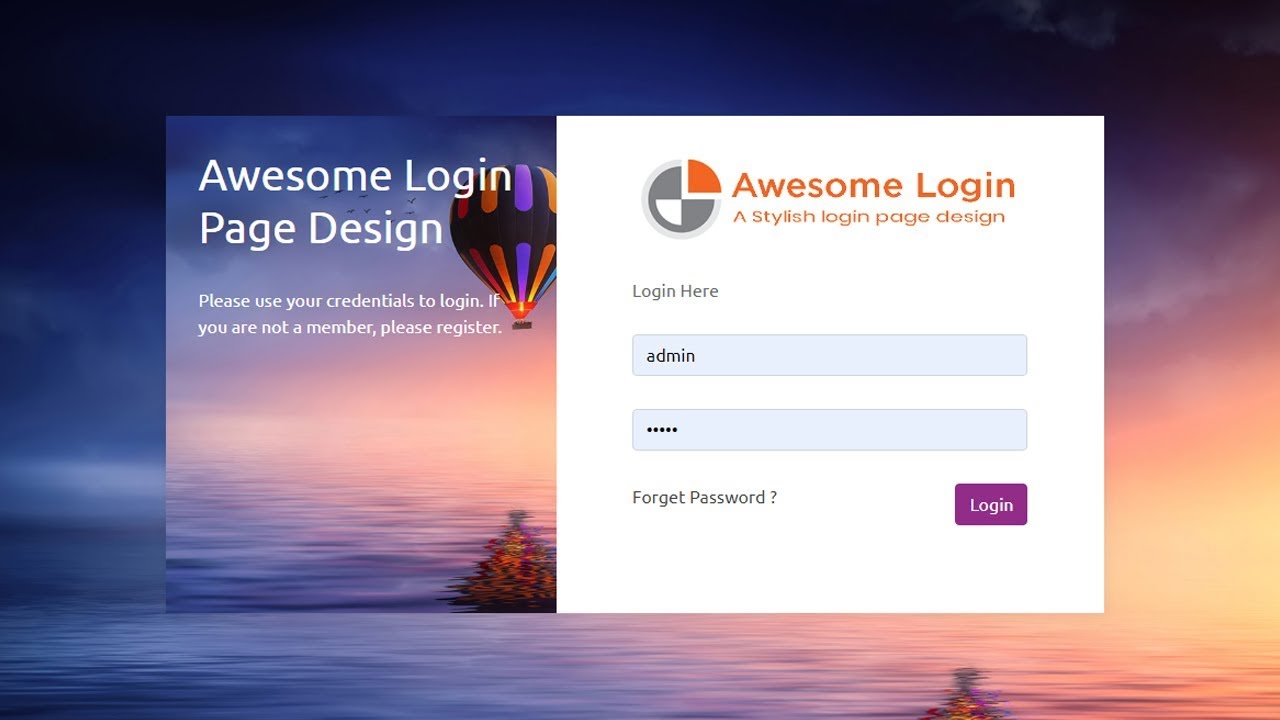 Awesome Login
Page Design
Please use your credentials to login. If
you are not a member, please register.
Awesome Login
A Stylish login page design
Login Here
admin
•••••
Forget Password ?
Login